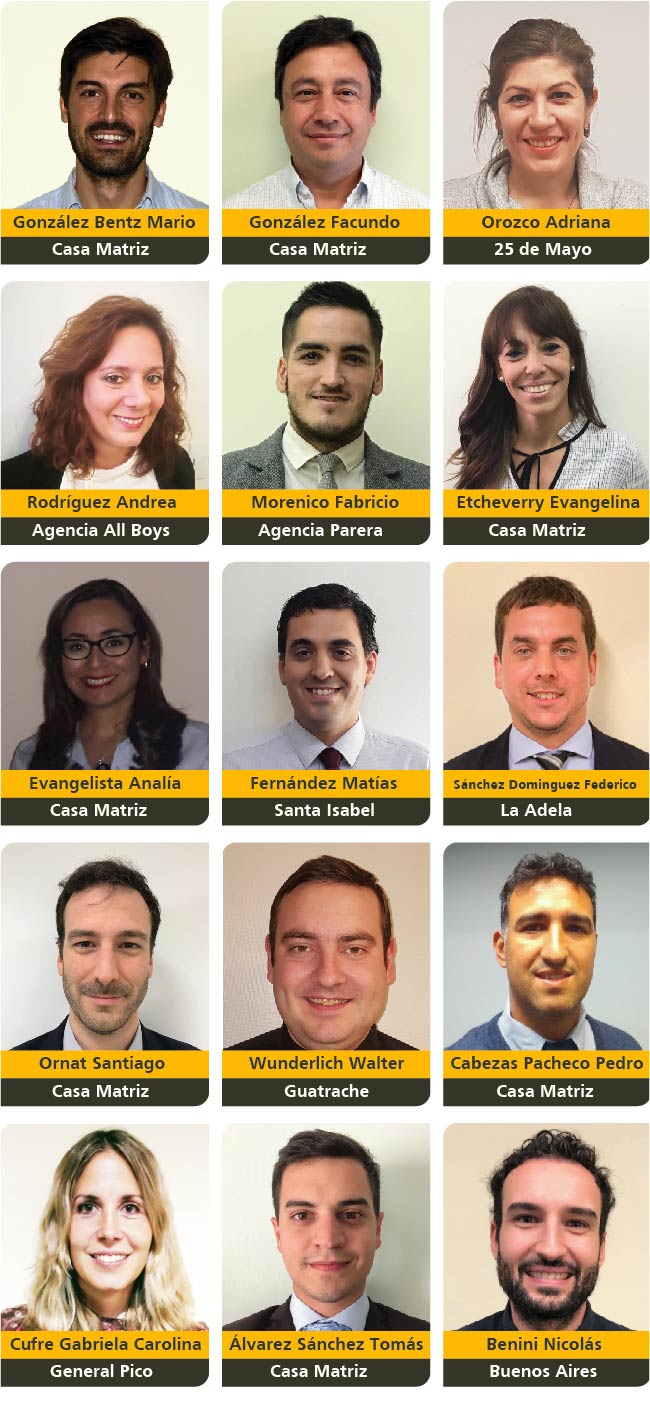 González Bentz Mario
Casa Matriz
González Facundo
Casa Matriz
Orozco Adriana
25 de Mayo
Rodríguez Andrea
Agencia All Boys
Morenico Fabricio
Agencia Parera
Etcheverry Evangelina
Casa Matriz
Evangelista Analía
Casa Matriz
Fernández Matías
Santa Isabel
Sánchez Dominguez Federico
La Adela
Ornat Santiago
Casa Matriz
Wunderlich Walter
Guatrache
Cabezas Pacheco Pedro
Casa Matriz
Cufre Gabriela Carolina
General Pico
Álvarez Sánchez Tomás
Casa Matriz
Benini Nicolás
Buenos Aires